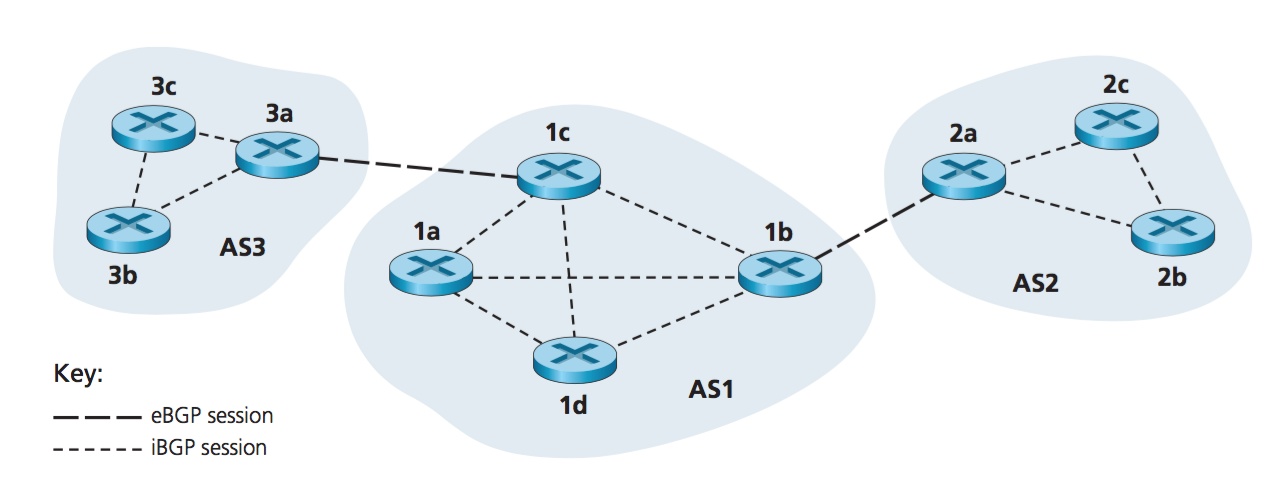 3c
3a
3b
AS3
1c
1a
1b
1d
AS1
2c
2a
2b
AS2
Key:
eBGP session
iBGP session